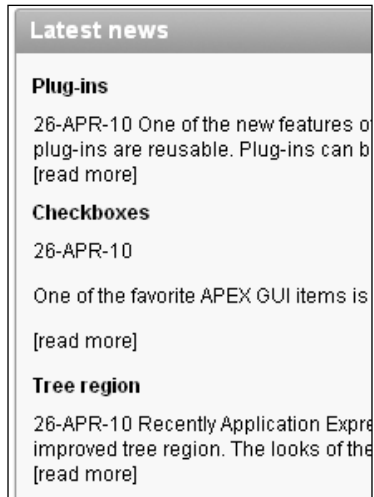 Latest news
Plug-ins
26-APR-10 One of the new features
plug-ins are reusable. Plug-ins can
[read more]
Checkboxes
26-APR-10
One of the favorite APEX GUI items is
[read more]
Tree region
26-APR-10 Recently Application
improved tree region. The looks of the
[read more]